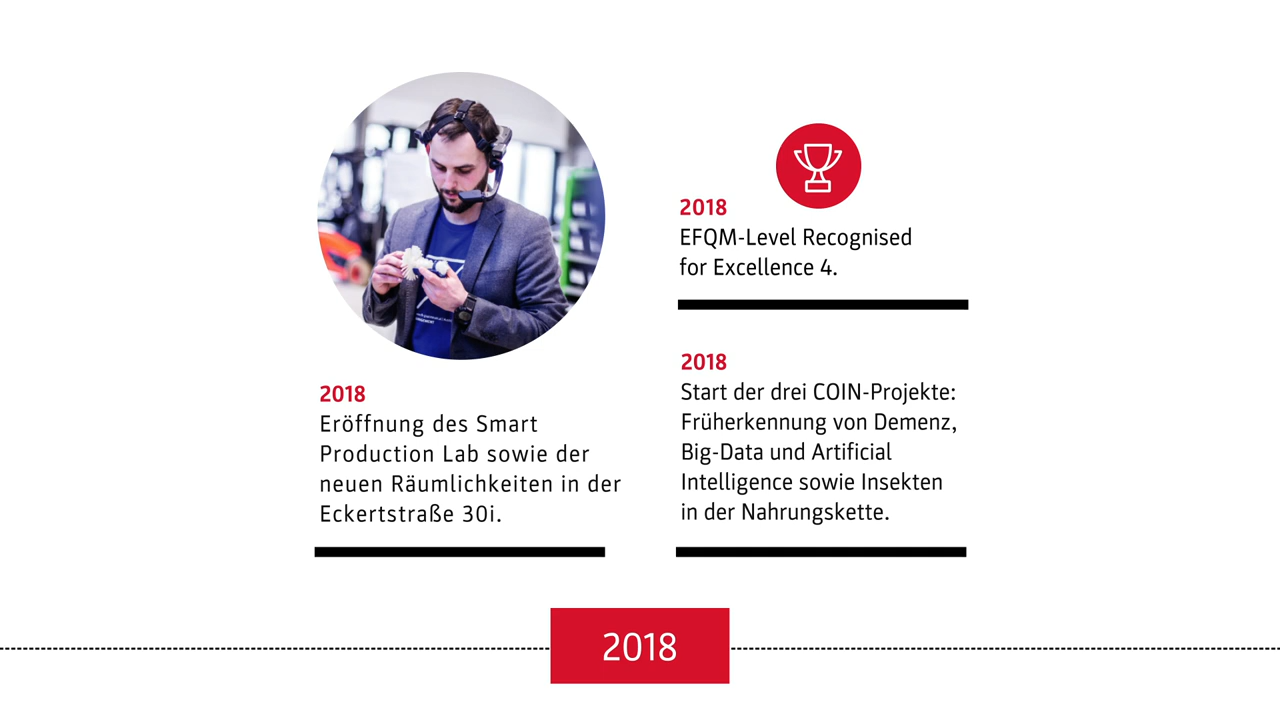 2018
Eröffnung des Smart
Production Lab sowie der
neuen Räumlichkeiten in der
Eckertstraße 30i.
2018
EFQM-Level Recognised
for Excellence 4.
2018
Start der drei COIN-Projekte:
Früherkennung von Demenz,
Big-Data und Artificial
Intelligence sowie Insekten
in der Nahrungskette.
2018